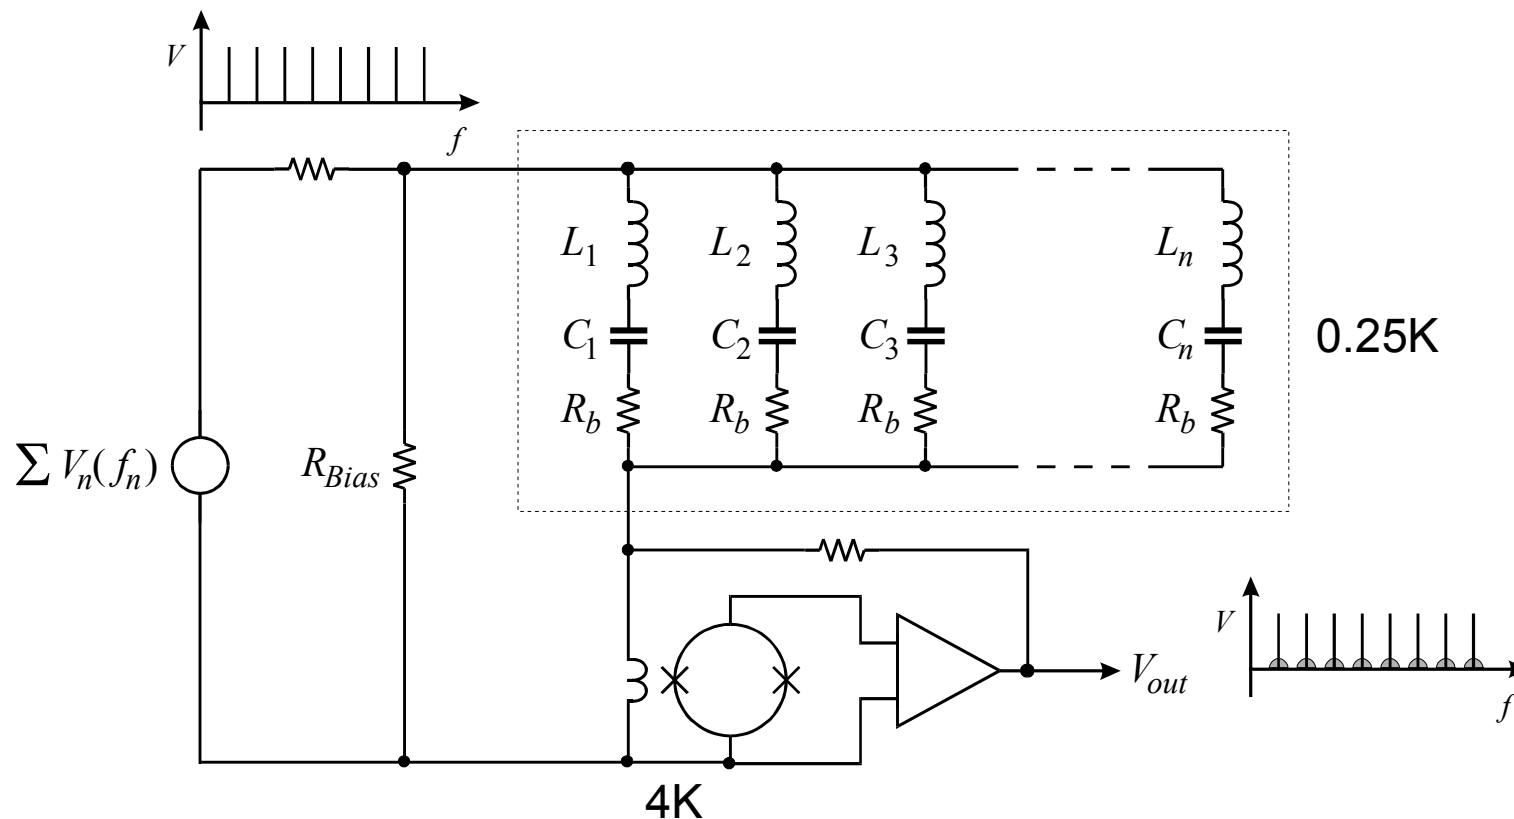 V
f
L1 L2 L3 Ln
C1 C2 C3 Cn 0.25K
Rb Rb Rb Rb
∑ Vn(fn) RBias
V
Vout
f
4K